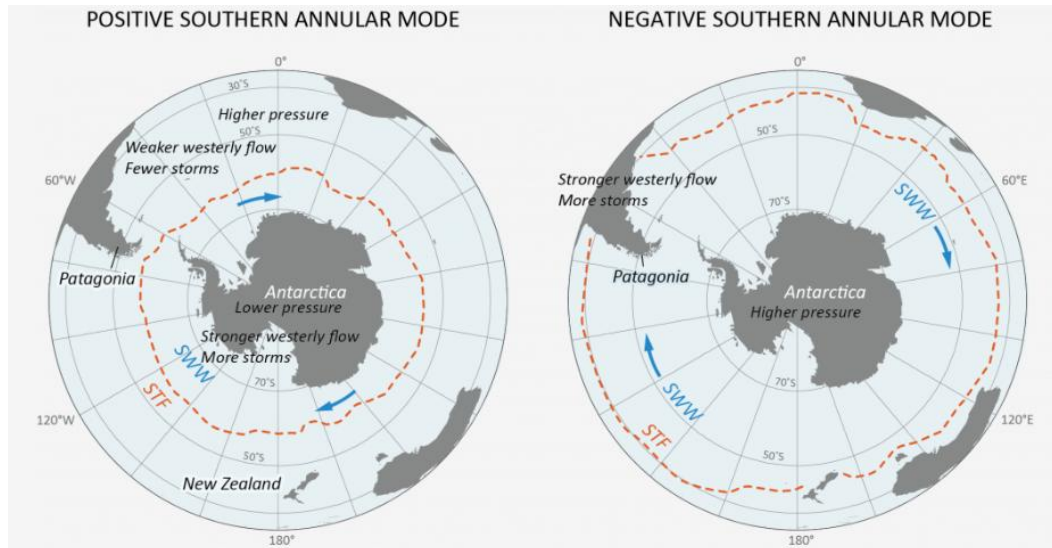 POSITIVE SOUTHERN ANNULAR MODE
0°
30°S
Higher pressure
50°S
Weaker westerly flow
Fewer storms
60°W
70°S
Patagonia
Antarctica
Lower pressure
Stronger westerly flow
More storms
SWW
STF
70°S
120°W
50°S
New Zealand
180°
NEGATIVE SOUTHERN ANNULAR MODE
0°
50°S
Stronger westerly flow
More storms
60°E
SWW
70°S
Patagonia
Antarctica
Higher pressure
SWW
STF
70°S
120°E
50°S
180°